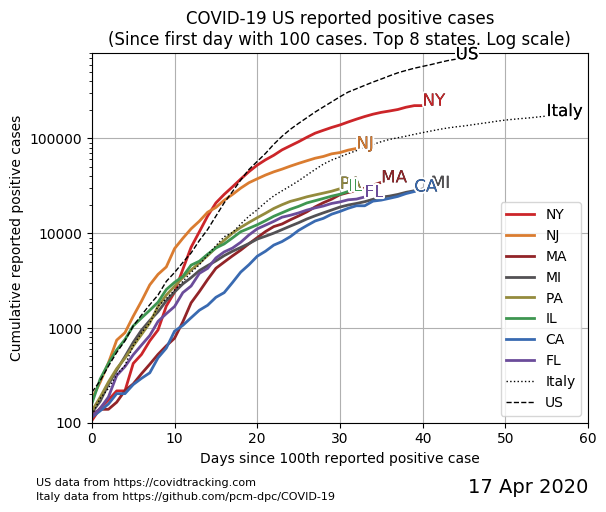 COVID-19 US reported positive cases
(Since first day with 100 cases. Top 8 states. Log scale)
Cumulative reported positive cases
100000
10000
1000
100
US
NY
Italy
NJ
MA
PA
IL
FL
CA
MI
NY
NJ
MA
MI
PA
IL
CA
FL
Italy
US
0 10 20 30 40 50 60
Days since 100th reported positive case
US data from https://covidtracking.com
Italy data from https://github.com/pcm-dpc/COVID-19
17 Apr 2020